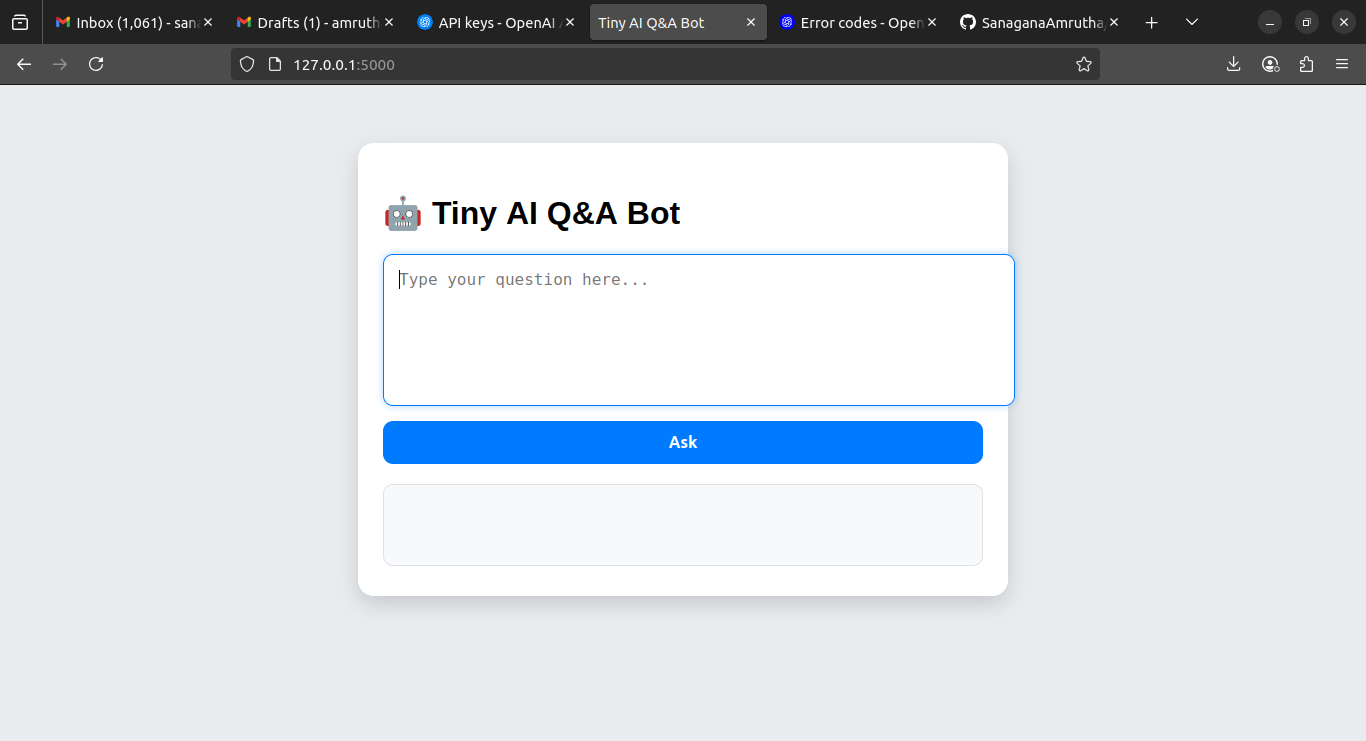 Inbox (1,061) - san
Drafts (1) - amruth
API keys - OpenAI
Tiny AI Q&A Bot
Error codes - Open
SanaganaAmrutha
127.0.0.1:5000
🤖 Tiny AI Q&A Bot
Type your question here...
Ask